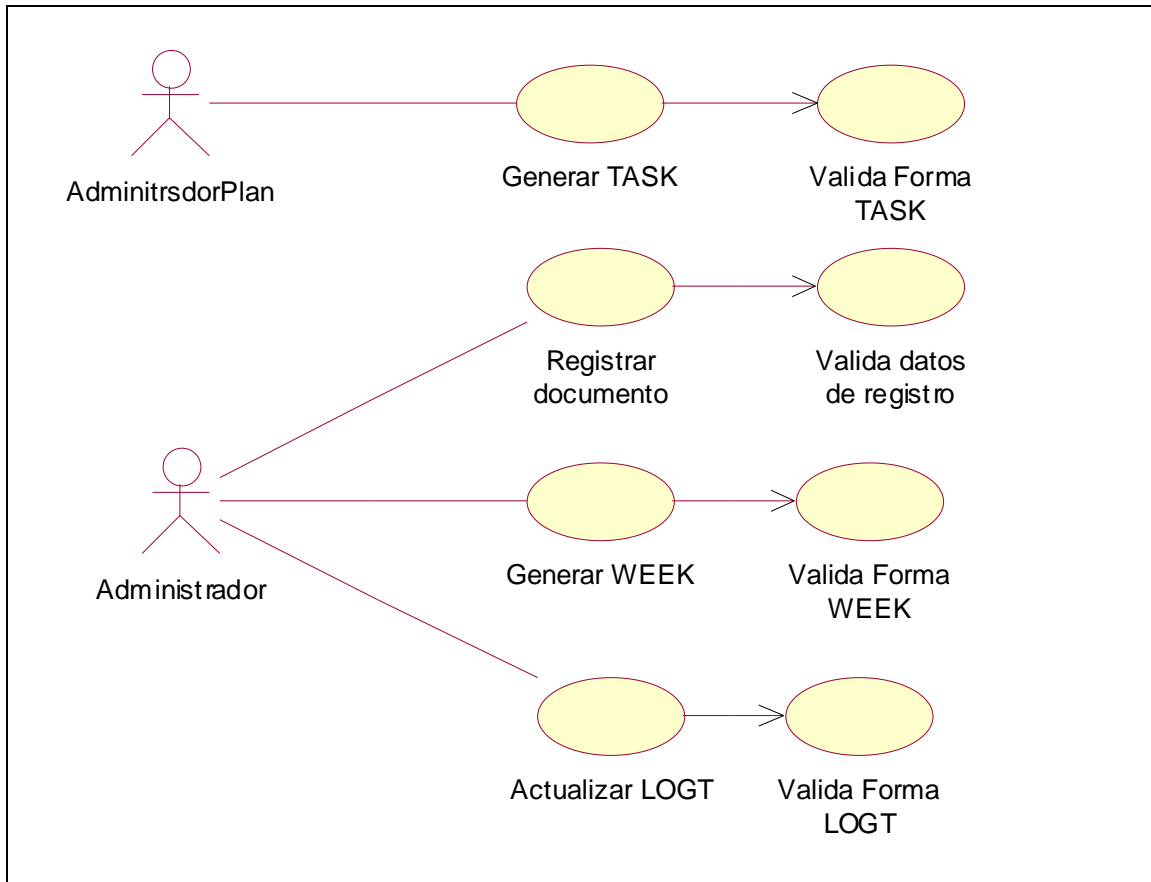 AdminitrsdorPlan
Generar TASK
Valida Forma
TASK
Registrar
documento
Valida datos
de registro
Administrador
Generar WEEK
Valida Forma
WEEK
Actualizar LOGT
Valida Forma
LOGT